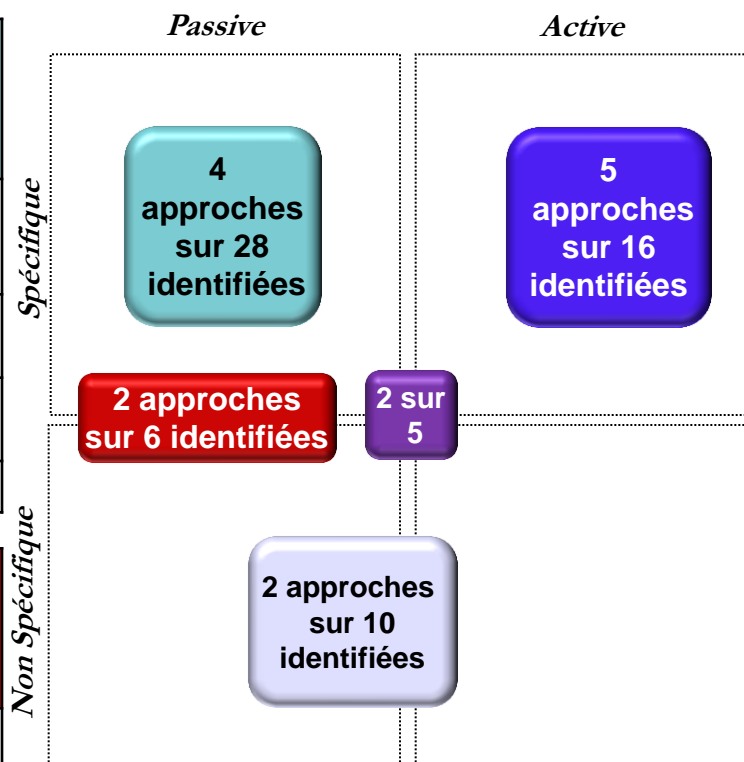 Passive
Active
Spécifique
4
approches
sur 28
identifiées
5
approches
sur 16
identifiées
2 approches
sur 6 identifiées
2 sur
5
Non Spécifique
2 approches
sur 10
identifiées